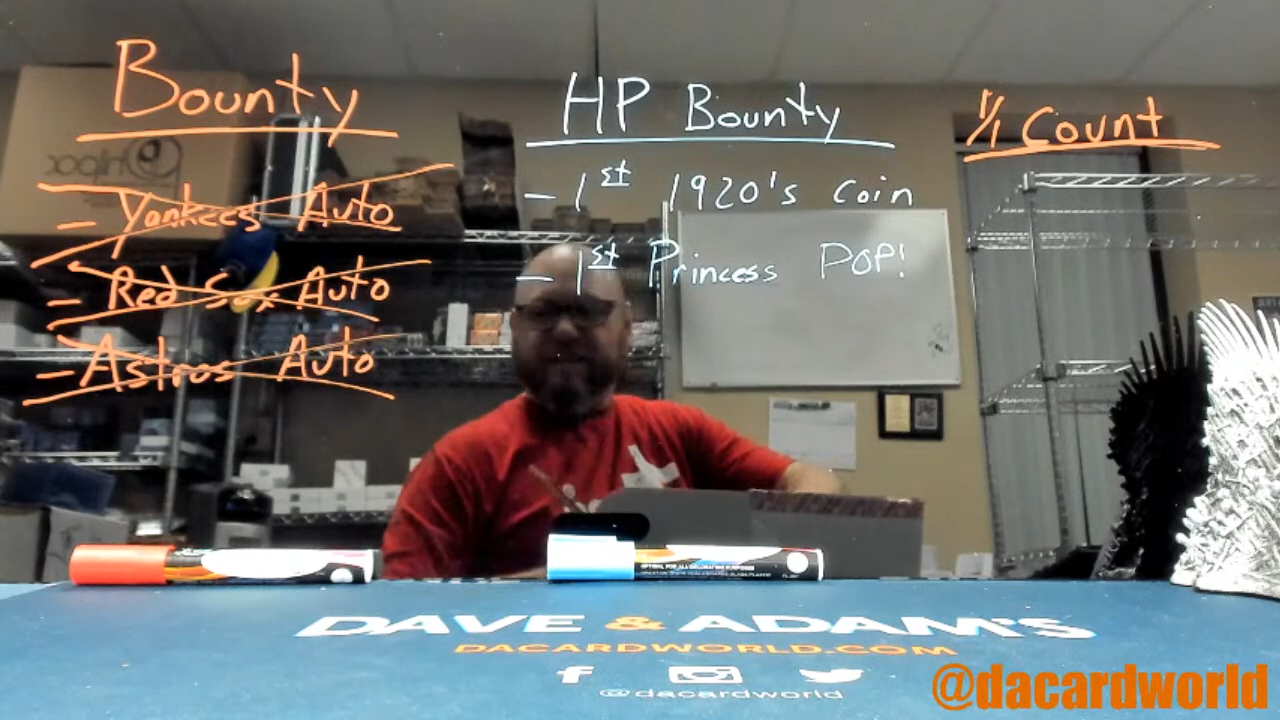 Bounty
- Yankees Auto
- Red Sox Auto
- Astros Auto
HP Bounty
- 1st 1920's Coin
- 1st Princess POP!
1/1 Count
DAVE & ADAM'S
DACARDWORLD.COM
@dacardworld
@dacardworld